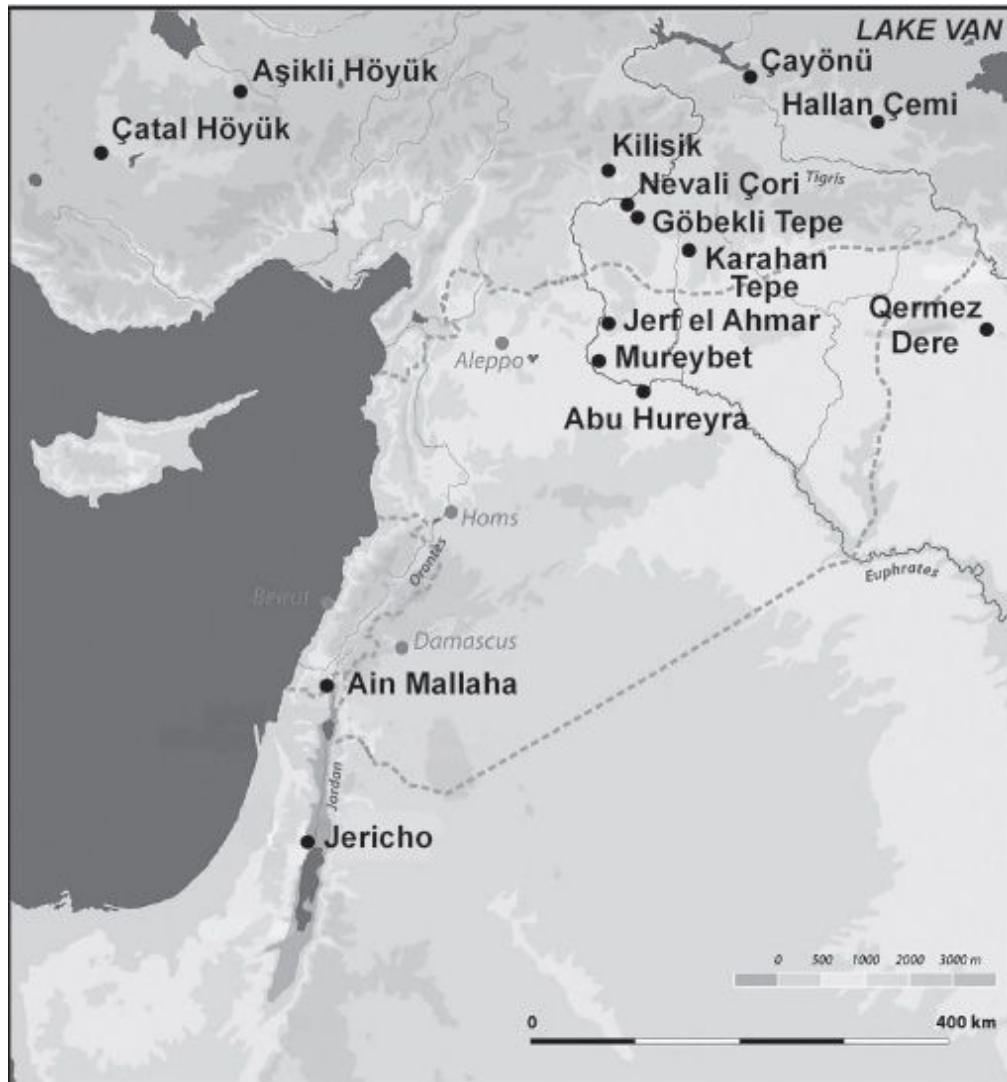 LAKE VAN
Aşikli Höyük
Çayönü
Hallan Çemi
Çatal Höyük
Kilisik
Nevali Çori
Tigris
Göbekli Tepe
Karahan
Tepe
Qermez
Dere
Jerf el Ahmar
Aleppo
Mureybet
Abu Hureyra
Homs
Orontes
Euphrates
Beirut
Damascus
Ain Mallaha
Jordan
Jericho
0 500 1000 2000 3000 m
0 400 km